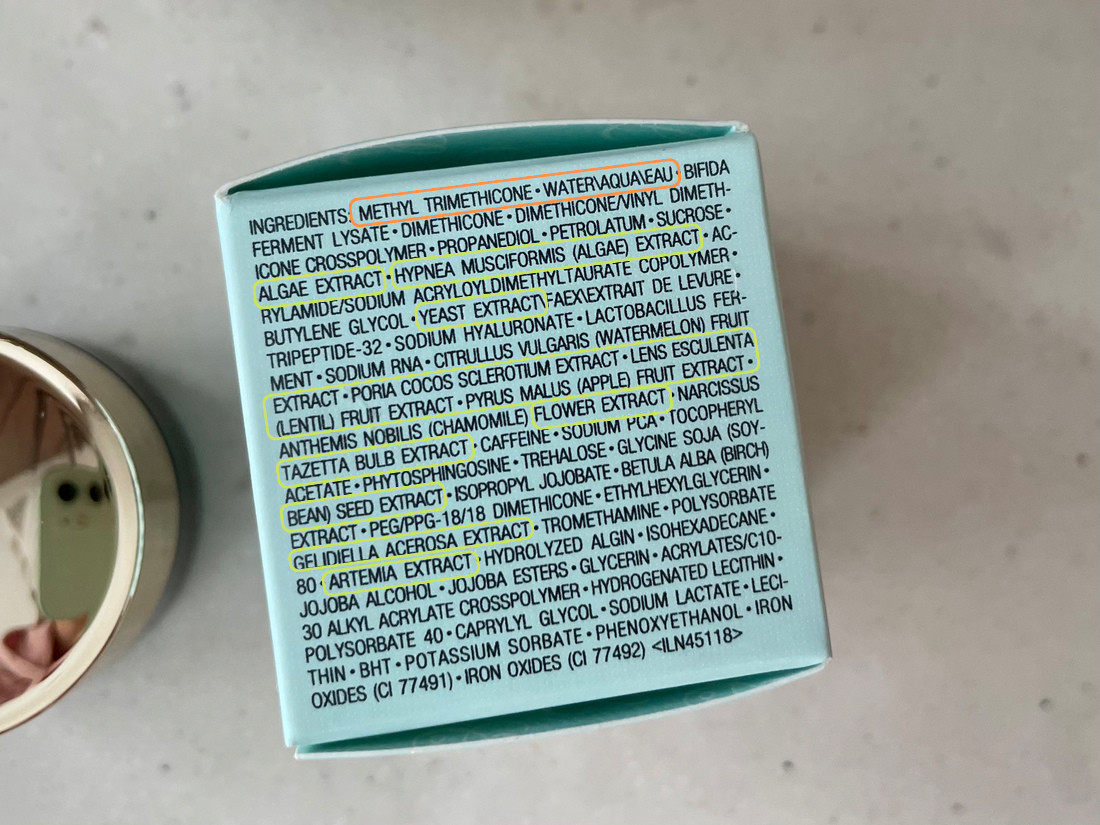 INGREDIENTS: METHYL TRIMETHICONE • WATER\AQUA\EAU • BIFIDA
FERMENT LYSATE • DIMETHICONE • DIMETHICONE/VINYL DIMETH-
ICONE CROSSPOLYMER • PROPANEDIOL • PETROLATUM • SUCROSE •
ALGAE EXTRACT • HYPNEA MUSCIFORMIS (ALGAE) EXTRACT • AC-
RYLAMIDE/SODIUM ACRYLOYLDIMETHYLTAURATE COPOLYMER •
BUTYLENE GLYCOL • YEAST EXTRACT\FAEX\EXTRAIT DE LEVURE •
TRIPEPTIDE-32 • SODIUM HYALURONATE • LACTOBACILLUS FER-
MENT • SODIUM RNA • CITRULLUS VULGARIS (WATERMELON) FRUIT
EXTRACT • PORIA COCOS SCLEROTIUM EXTRACT • LENS ESCULENTA
(LENTIL) FRUIT EXTRACT • PYRUS MALUS (APPLE) FRUIT EXTRACT •
ANTHEMIS NOBILIS (CHAMOMILE) FLOWER EXTRACT • NARCISSUS
TAZETTA BULB EXTRACT • CAFFEINE • SODIUM PCA • TOCOPHERYL
ACETATE • PHYTOSPHINGOSINE • TREHALOSE • GLYCINE SOJA (SOY-
BEAN) SEED EXTRACT • ISOPROPYL JOJOBATE • BETULA ALBA (BIRCH)
EXTRACT • PEG/PPG-18/18 DIMETHICONE • ETHYLHEXYLGLYCERIN •
GELIDIELLA ACEROSA EXTRACT • TROMETHAMINE • POLYSORBATE
80 • ARTEMIA EXTRACT • HYDROLYZED ALGIN • ISOHEXADECANE •
JOJOBA ALCOHOL • JOJOBA ESTERS • GLYCERIN • ACRYLATES/C10-
30 ALKYL ACRYLATE CROSSPOLYMER • HYDROGENATED LECITHIN •
POLYSORBATE 40 • CAPRYLYL GLYCOL • SODIUM LACTATE • LECI-
THIN • BHT • POTASSIUM SORBATE • PHENOXYETHANOL • IRON
OXIDES (CI 77491) • IRON OXIDES (CI 77492) <ILN45118>